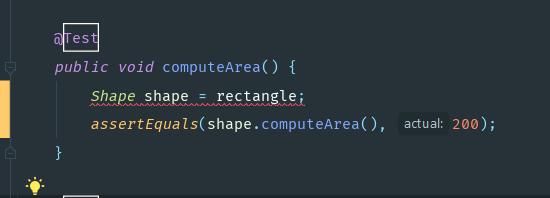 @Test
public void computeArea() {
Shape shape = rectangle;
assertEquals(shape.computeArea(), actual: 200);
}